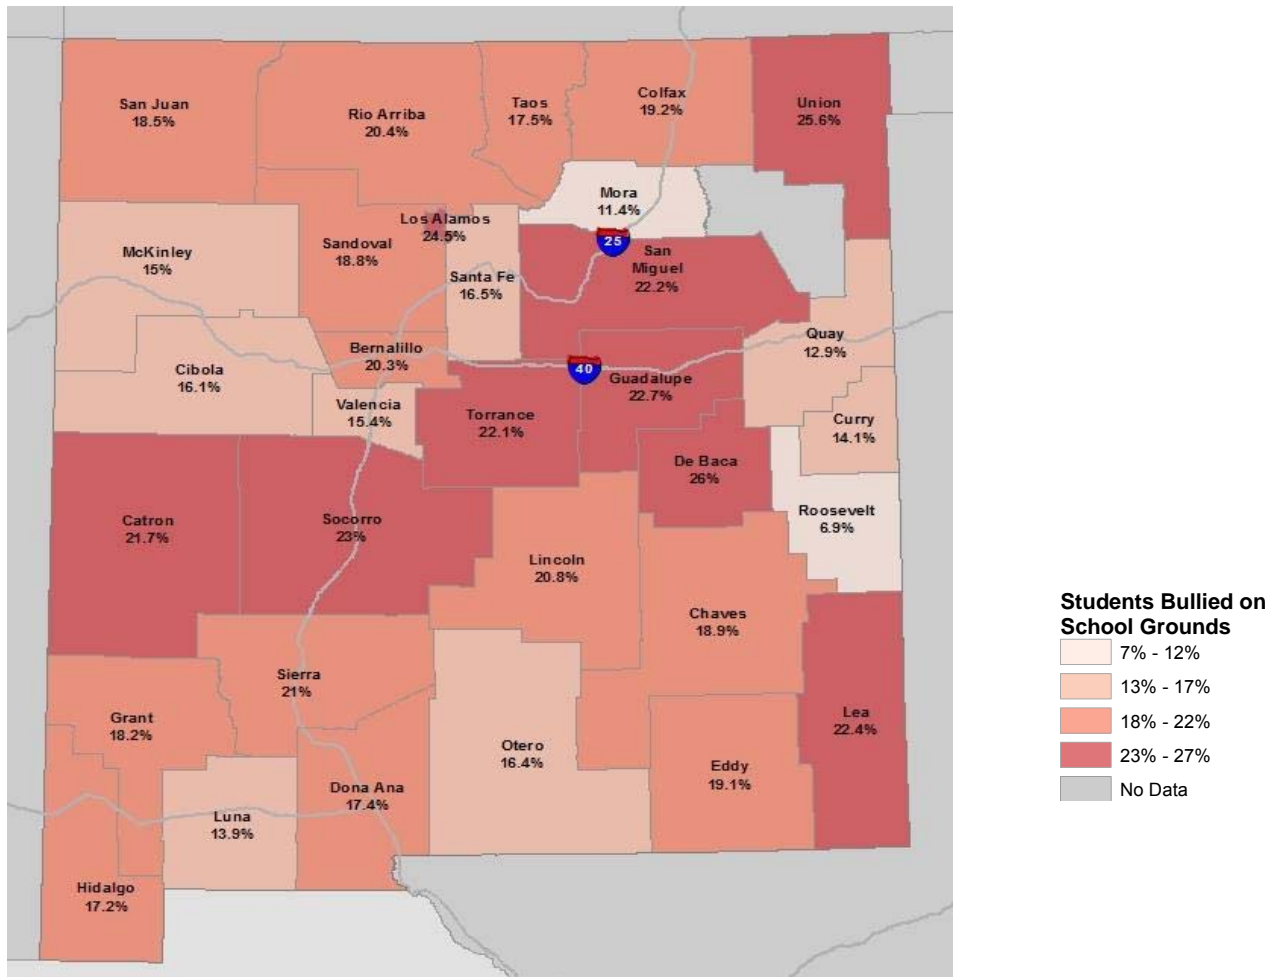 San Juan
18.5%
Rio Arriba
20.4%
Taos
17.5%
Colfax
19.2%
Union
25.6%
Mora
11.4%
McKinley
15%
Sandoval
18.8%
Los Alamos
24.5%
Santa Fe
16.5%
25
San
Miguel
22.2%
Quay
12.9%
Cibola
16.1%
Bernalillo
20.3%
40
Guadalupe
22.7%
Valencia
15.4%
Torrance
22.1%
Curry
14.1%
De Baca
26%
Catron
21.7%
Socorro
23%
Roosevelt
6.9%
Lincoln
20.8%
Chaves
18.9%
Sierra
21%
Grant
18.2%
Otero
16.4%
Lea
22.4%
Eddy
19.1%
Dona Ana
17.4%
Luna
13.9%
Hidalgo
17.2%
Students Bullied on
School Grounds
7% - 12%
13% - 17%
18% - 22%
23% - 27%
No Data